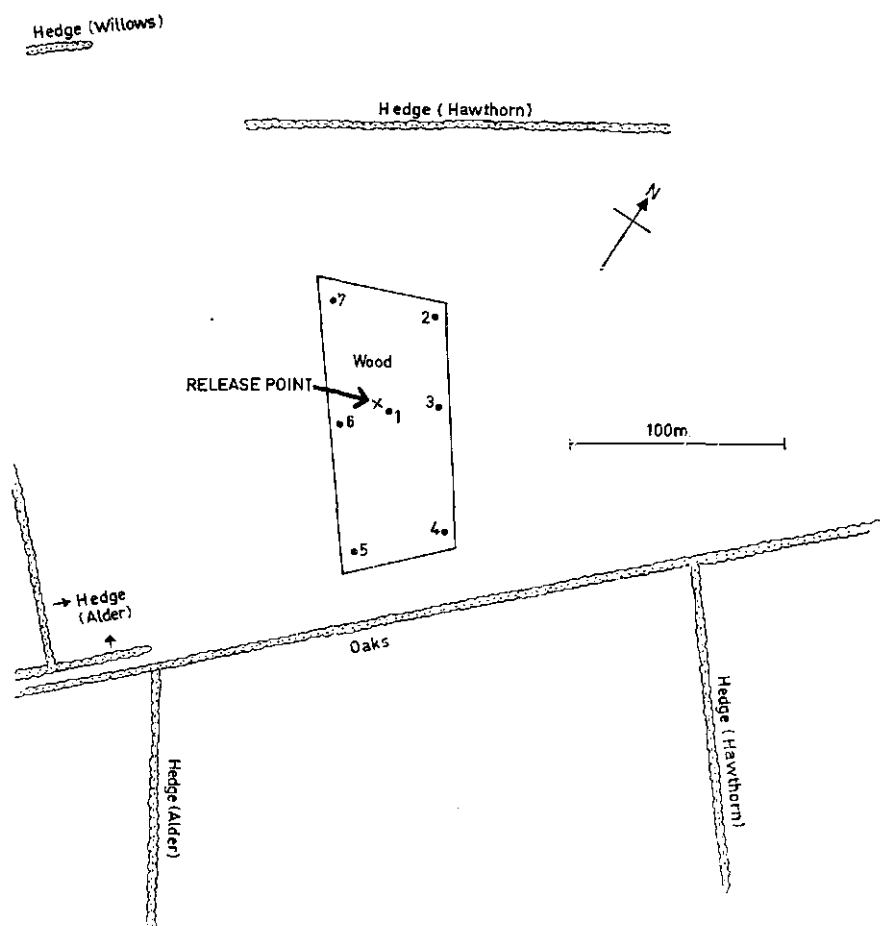 Hedge (Willows)
Hedge (Hawthorn)
N
7
2
Wood
RELEASE POINT
x
1
3
6
100m.
4
5
Hedge
(Alder)
Oaks
Hedge (Alder)
Hedge (Hawthorn)